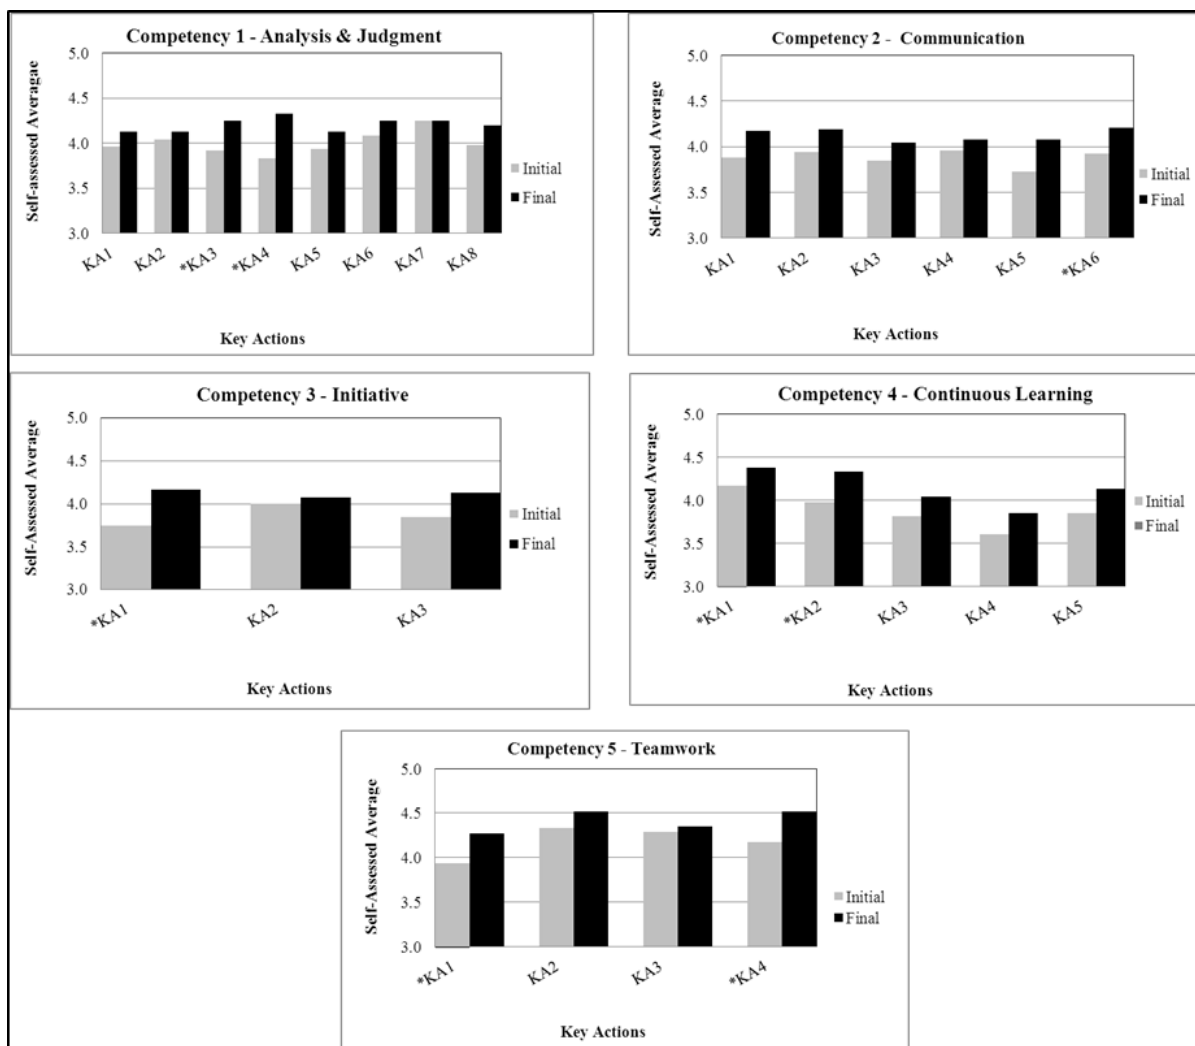 Competency 1 - Analysis & Judgment
Self-assessed Averagae
5.0
4.5
4.0
3.5
3.0
KA1 KA2 *KA3 *KA4 KA5 KA6 KA7 KA8
Initial
Final
Key Actions
Competency 2 - Communication
Self-Assessed Average
5.0
4.5
4.0
3.5
3.0
KA1 KA2 KA3 KA4 KA5 *KA6
Initial
Final
Key Actions
Competency 3 - Initiative
Self-Assessed Average
5.0
4.5
4.0
3.5
3.0
*KA1 KA2 KA3
Initial
Final
Key Actions
Competency 4 - Continuous Learning
Self-Assessed Average
5.0
4.5
4.0
3.5
3.0
*KA1 *KA2 KA3 KA4 KA5
Initial
Final
Key Actions
Competency 5 - Teamwork
Self-Assessed Average
5.0
4.5
4.0
3.5
3.0
*KA1 KA2 KA3 *KA4
Initial
Final
Key Actions